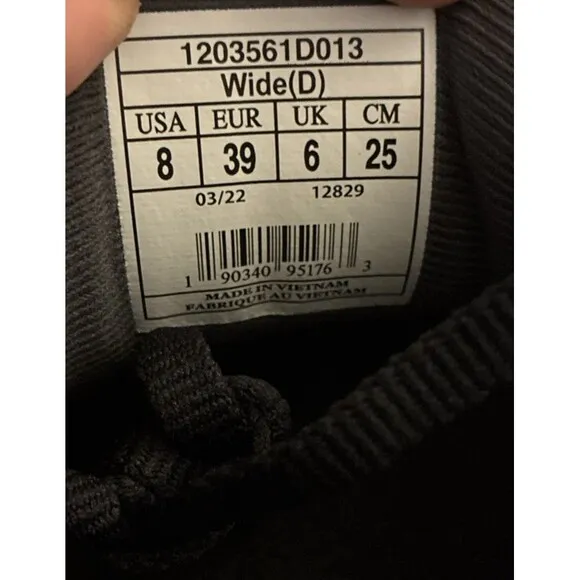 1203561D013
Wide(D)
USA EUR UK CM
8 39 6 25
03/22 12829
1 90340 95176 3
MADE IN VIETNAM
FABRIQUE AU VIETNAM